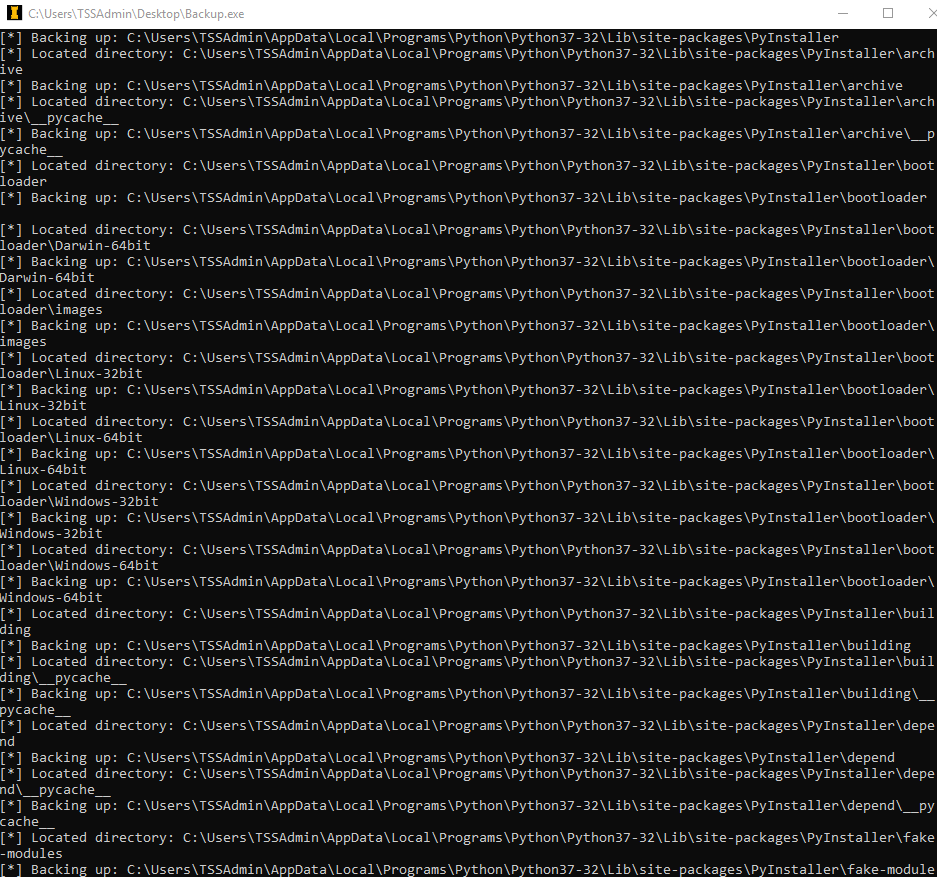 C:\Users\TSSAdmin\Desktop\Backup.exe
[*] Backing up: C:\Users\TSSAdmin\AppData\Local\Programs\Python\Python37-32\Lib\site-packages\PyInstaller
[*] Located directory: C:\Users\TSSAdmin\AppData\Local\Programs\Python\Python37-32\Lib\site-packages\PyInstaller\arch
ive
[*] Backing up: C:\Users\TSSAdmin\AppData\Local\Programs\Python\Python37-32\Lib\site-packages\PyInstaller\archive
[*] Located directory: C:\Users\TSSAdmin\AppData\Local\Programs\Python\Python37-32\Lib\site-packages\PyInstaller\arch
ive\__pycache__
[*] Backing up: C:\Users\TSSAdmin\AppData\Local\Programs\Python\Python37-32\Lib\site-packages\PyInstaller\archive\__p
ycache__
[*] Located directory: C:\Users\TSSAdmin\AppData\Local\Programs\Python\Python37-32\Lib\site-packages\PyInstaller\boot
loader
[*] Backing up: C:\Users\TSSAdmin\AppData\Local\Programs\Python\Python37-32\Lib\site-packages\PyInstaller\bootloader
[*] Located directory: C:\Users\TSSAdmin\AppData\Local\Programs\Python\Python37-32\Lib\site-packages\PyInstaller\boot
loader\Darwin-64bit
[*] Backing up: C:\Users\TSSAdmin\AppData\Local\Programs\Python\Python37-32\Lib\site-packages\PyInstaller\bootloader\
Darwin-64bit
[*] Located directory: C:\Users\TSSAdmin\AppData\Local\Programs\Python\Python37-32\Lib\site-packages\PyInstaller\boot
loader\images
[*] Backing up: C:\Users\TSSAdmin\AppData\Local\Programs\Python\Python37-32\Lib\site-packages\PyInstaller\bootloader\
images
[*] Located directory: C:\Users\TSSAdmin\AppData\Local\Programs\Python\Python37-32\Lib\site-packages\PyInstaller\boot
loader\Linux-32bit
[*] Backing up: C:\Users\TSSAdmin\AppData\Local\Programs\Python\Python37-32\Lib\site-packages\PyInstaller\bootloader\
Linux-32bit
[*] Located directory: C:\Users\TSSAdmin\AppData\Local\Programs\Python\Python37-32\Lib\site-packages\PyInstaller\boot
loader\Linux-64bit
[*] Backing up: C:\Users\TSSAdmin\AppData\Local\Programs\Python\Python37-32\Lib\site-packages\PyInstaller\bootloader\
Linux-64bit
[*] Located directory: C:\Users\TSSAdmin\AppData\Local\Programs\Python\Python37-32\Lib\site-packages\PyInstaller\boot
loader\Windows-32bit
[*] Backing up: C:\Users\TSSAdmin\AppData\Local\Programs\Python\Python37-32\Lib\site-packages\PyInstaller\bootloader\
Windows-32bit
[*] Located directory: C:\Users\TSSAdmin\AppData\Local\Programs\Python\Python37-32\Lib\site-packages\PyInstaller\boot
loader\Windows-64bit
[*] Backing up: C:\Users\TSSAdmin\AppData\Local\Programs\Python\Python37-32\Lib\site-packages\PyInstaller\bootloader\
Windows-64bit
[*] Located directory: C:\Users\TSSAdmin\AppData\Local\Programs\Python\Python37-32\Lib\site-packages\PyInstaller\buil
ding
[*] Backing up: C:\Users\TSSAdmin\AppData\Local\Programs\Python\Python37-32\Lib\site-packages\PyInstaller\building
[*] Located directory: C:\Users\TSSAdmin\AppData\Local\Programs\Python\Python37-32\Lib\site-packages\PyInstaller\buil
ding\__pycache__
[*] Backing up: C:\Users\TSSAdmin\AppData\Local\Programs\Python\Python37-32\Lib\site-packages\PyInstaller\building\__
pycache__
[*] Located directory: C:\Users\TSSAdmin\AppData\Local\Programs\Python\Python37-32\Lib\site-packages\PyInstaller\depe
nd
[*] Backing up: C:\Users\TSSAdmin\AppData\Local\Programs\Python\Python37-32\Lib\site-packages\PyInstaller\depend
[*] Located directory: C:\Users\TSSAdmin\AppData\Local\Programs\Python\Python37-32\Lib\site-packages\PyInstaller\depe
nd\__pycache__
[*] Backing up: C:\Users\TSSAdmin\AppData\Local\Programs\Python\Python37-32\Lib\site-packages\PyInstaller\depend\__py
cache__
[*] Located directory: C:\Users\TSSAdmin\AppData\Local\Programs\Python\Python37-32\Lib\site-packages\PyInstaller\fake
-modules
[*] Backing up: C:\Users\TSSAdmin\AppData\Local\Programs\Python\Python37-32\Lib\site-packages\PyInstaller\fake-module